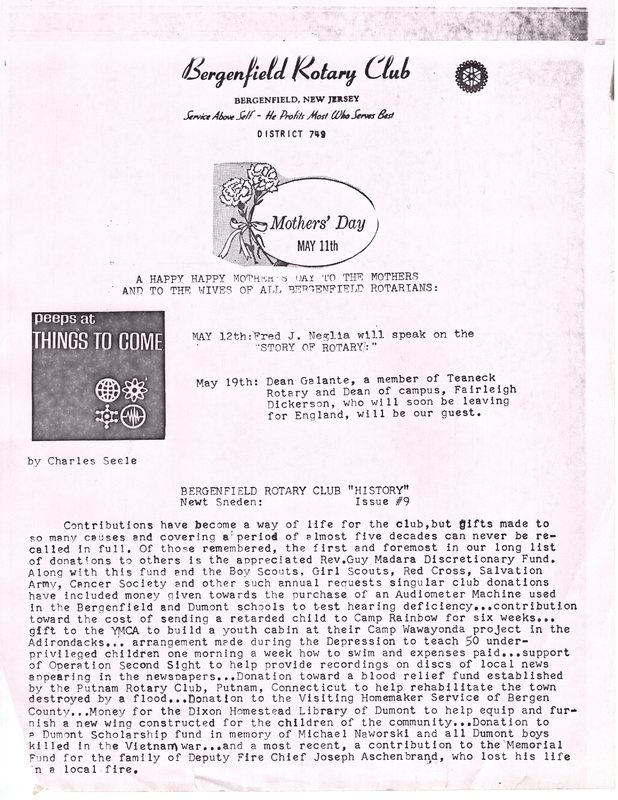 Bergenfield Rotary Club
BERGENFIELD, NEW JERSEY
Service Above Self - He Profits Most Who Serves Best
DISTRICT 749
Mothers' Day
MAY 11th
A HAPPY HAPPY MOTHER'S DAY TO THE MOTHERS
AND TO THE WIVES OF ALL BERGENFIELD ROTARIANS:
peeps at
THINGS TO COME
MAY 12th:Fred J. Neglia will speak on the
"STORY OF ROTARY:"
May 19th: Dean Galante, a member of Teaneck
Rotary and Dean of campus, Fairleigh
Dickerson, who will soon be leaving
for England, will be our guest.
by Charles Seele
BERGENFIELD ROTARY CLUB "HISTORY"
Newt Sneden: Issue #9
Contributions have become a way of life for the club,but gifts made to
so many causes and covering a period of almost five decades can never be re-
called in full. Of those remembered, the first and foremost in our long list
of donations to others is the appreciated Rev.Guy Madara Discretionary Fund.
Along with this fund and the Boy Scouts, Girl Scouts, Red Cross, Salvation
Army, Cancer Society and other such annual requests singular club donations
have included money given towards the purchase of an Audiometer Machine used
in the Bergenfield and Dumont schools to test hearing deficiency...contribution
toward the cost of sending a retarded child to Camp Rainbow for six weeks...
gift to the YMCA to build a youth cabin at their Camp Wawayonda project in the
Adirondacks... arrangement made during the Depression to teach 50 under-
privileged children one morning a week how to swim and expenses paid...support
of Operation Second Sight to help provide recordings on discs of local news
appearing in the newspapers...Donation toward a blood relief fund established
by the Putnam Rotary Club, Putnam, Connecticut to help rehabilitate the town
destroyed by a flood...Donation to the Visiting Homemaker Service of Bergen
County...Money for the Dixon Homestead Library of Dumont to help equip and fur-
nish a new wing constructed for the children of the community...Donation to
a Dumont Scholarship fund in memory of Michael Naworski and all Dumont boys
killed in the Vietnam war...and a most recent, a contribution to the Memorial
Fund for the family of Deputy Fire Chief Joseph Aschenbrand, who lost his life
in a local fire.